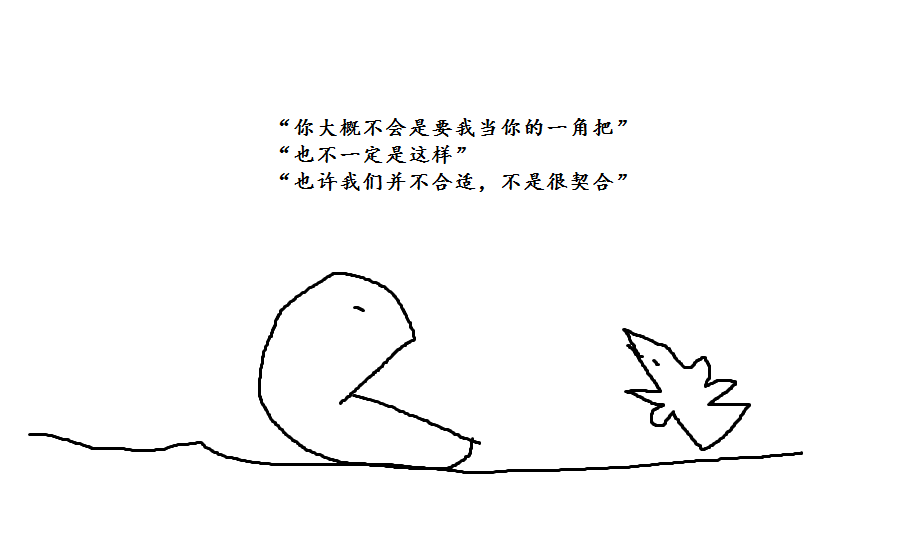 “你大概不会是要我当你的一角把”
“也不一定是这样”
“也许我们并不合适，不是很契合”